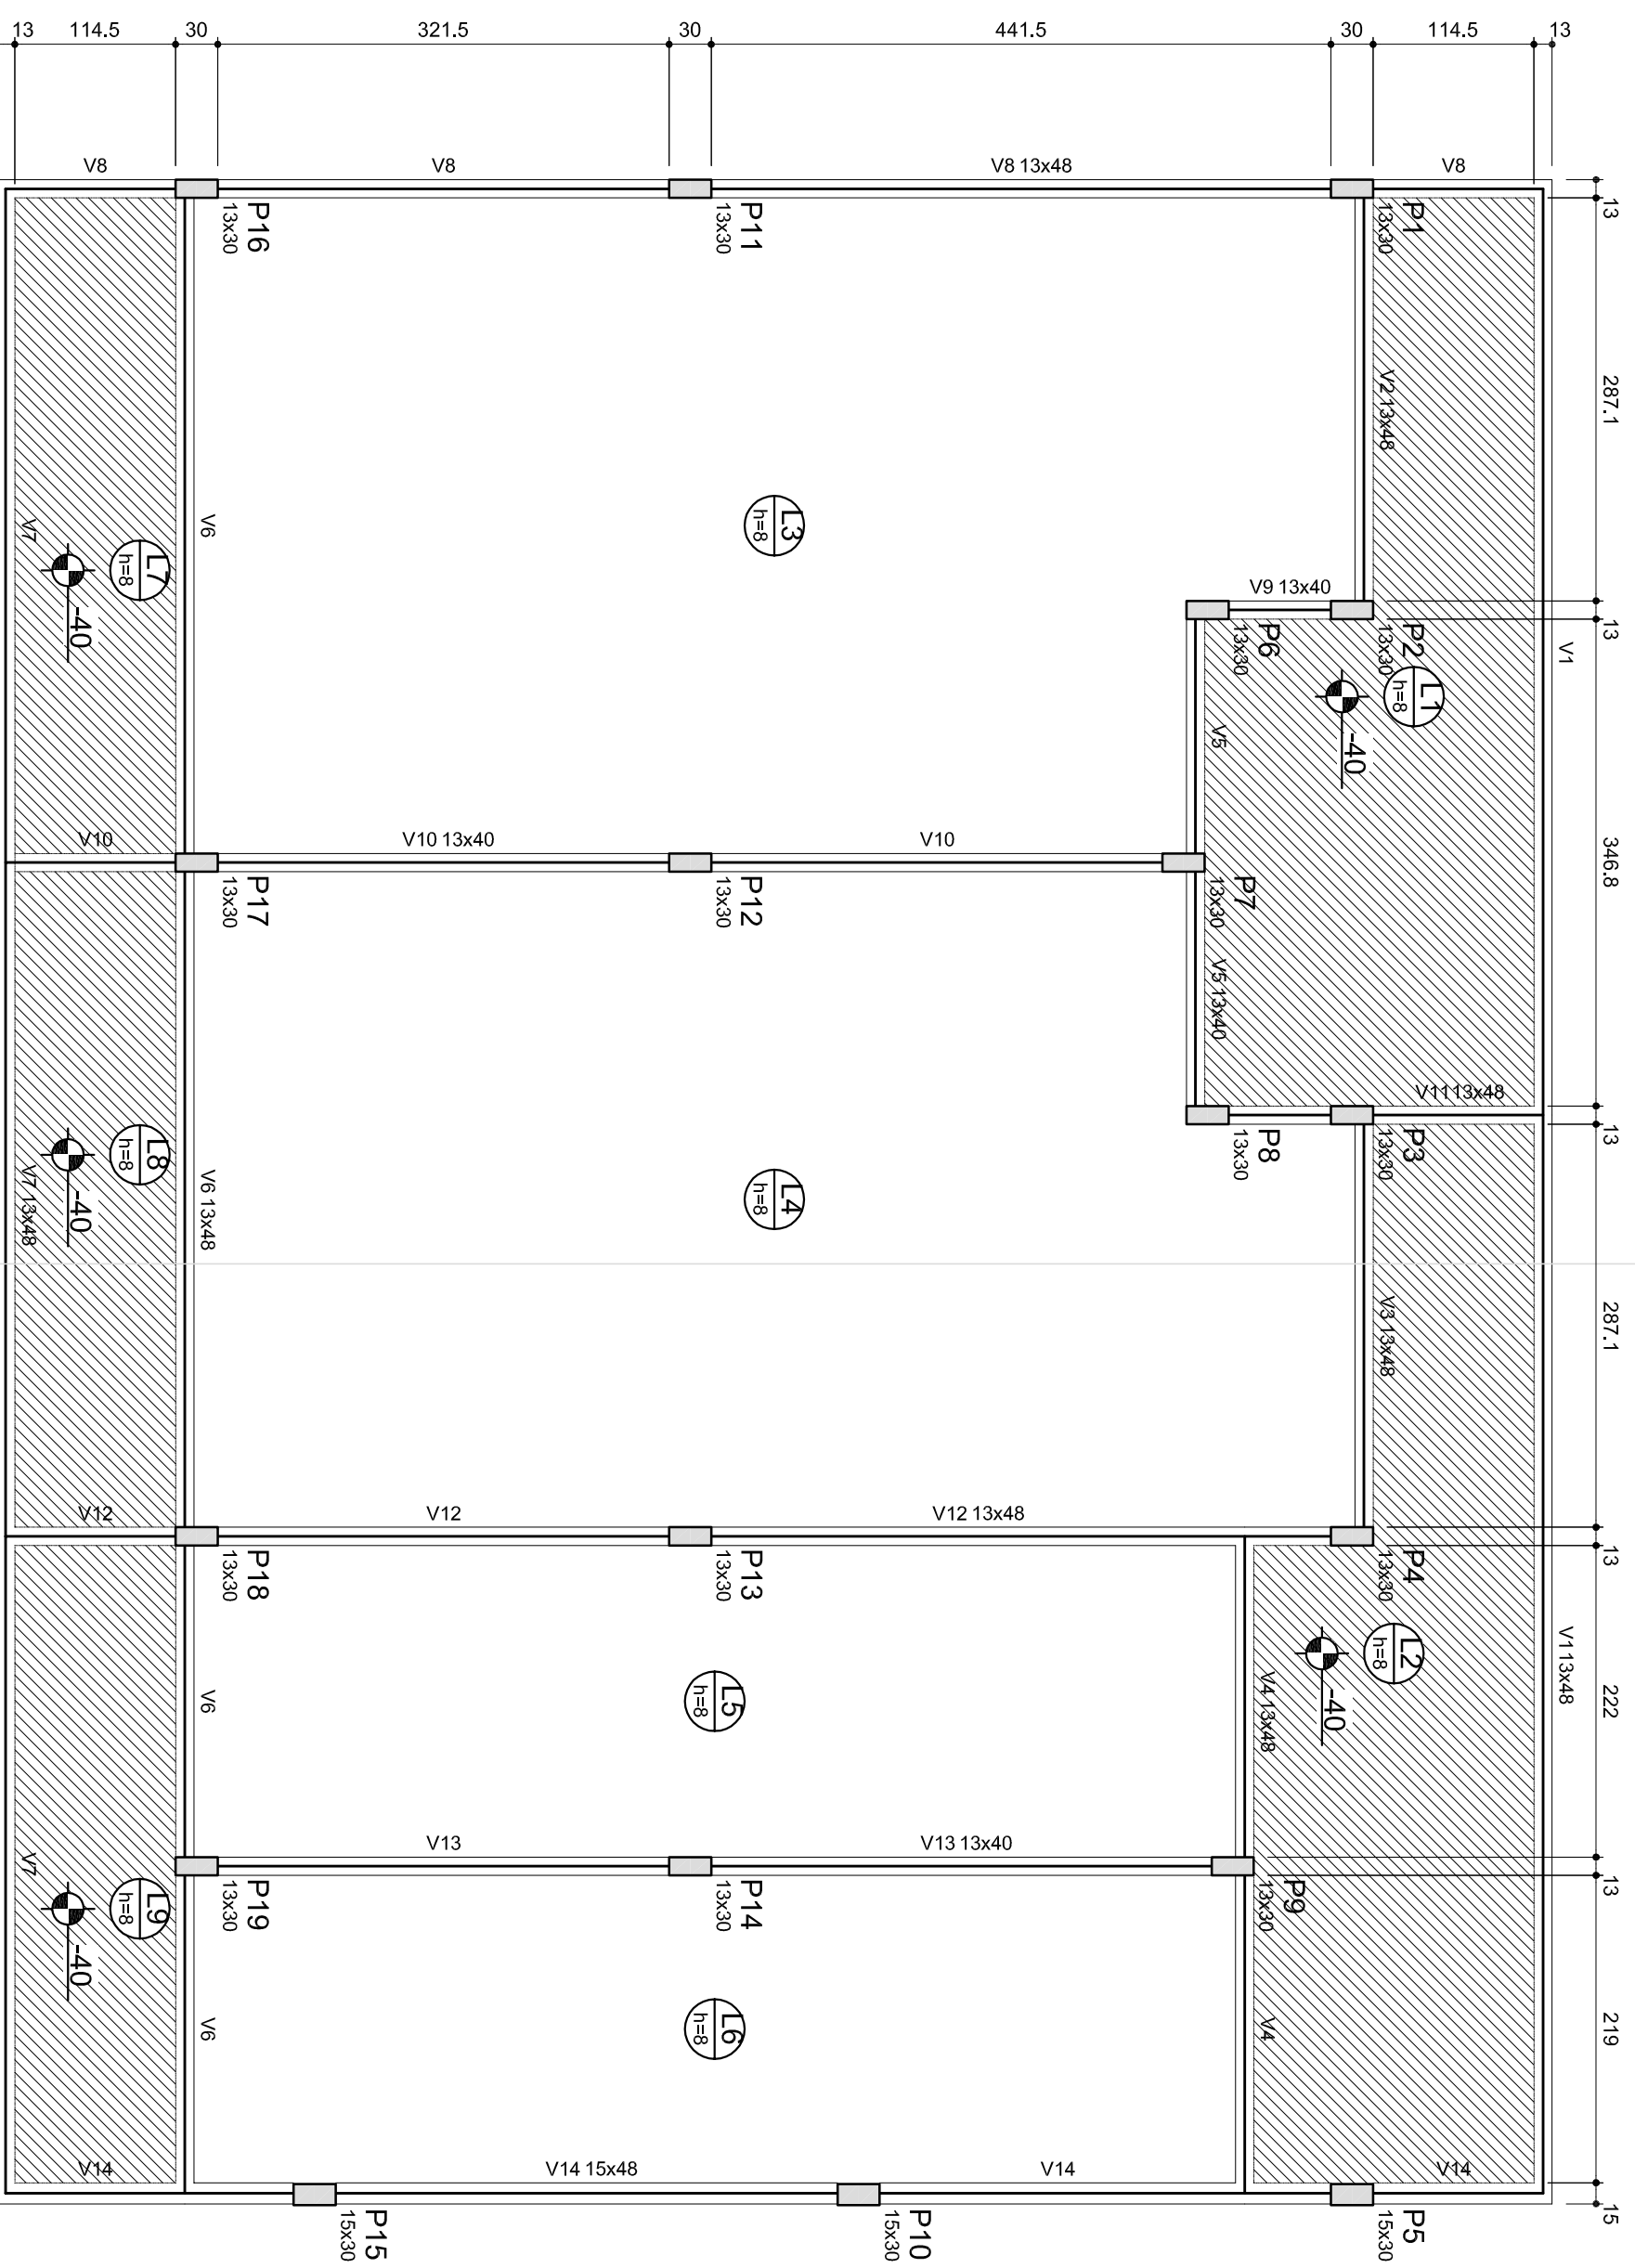 13
114.5
30
321.5
30
441.5
30
114.5
13
V8
V8
V8 13x48
V8
13
287.1
13
346.8
13
287.1
13
222
13
219
15
P16
13x30
P11
13x30
P1
13x30
V2 13x48
V1
V9 13x40
P2
13x30
P6
13x30
L1
h=8
-40
L3
h=8
V6
V7
L7
h=8
-40
V5
V10
V10 13x40
V10
P17
13x30
P12
13x30
P7
13x30
V5 13x40
V11 13x48
P8
13x30
P3
13x30
L4
h=8
L8
h=8
-40
V7 13x48
V6 13x48
V3 13x48
V12
V12
V12 13x48
P18
13x30
P13
13x30
P4
13x30
V1 13x48
L2
h=8
-40
V4 13x48
L5
h=8
V6
V13
V13 13x40
V7
L9
h=8
-40
P19
13x30
P14
13x30
P9
13x30
L6
h=8
V6
V4
V14
V14 15x48
V14
V14
P15
15x30
P10
15x30
P5
15x30